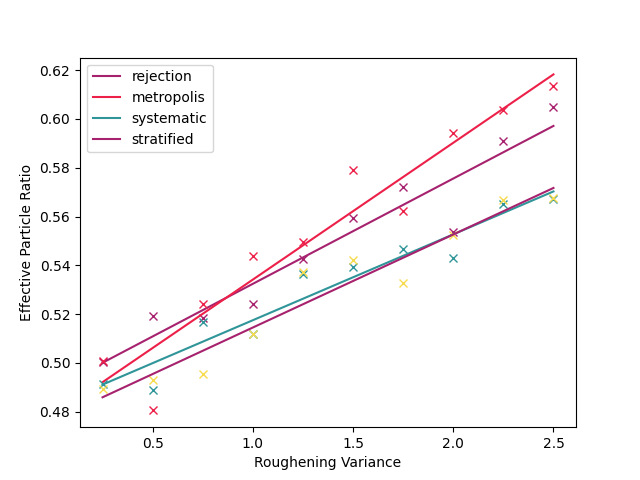 0.62
0.60
0.58
0.56
0.54
0.52
0.50
0.48
Effective Particle Ratio
rejection
metropolis
systematic
stratified
0.5 1.0 1.5 2.0 2.5
Roughening Variance